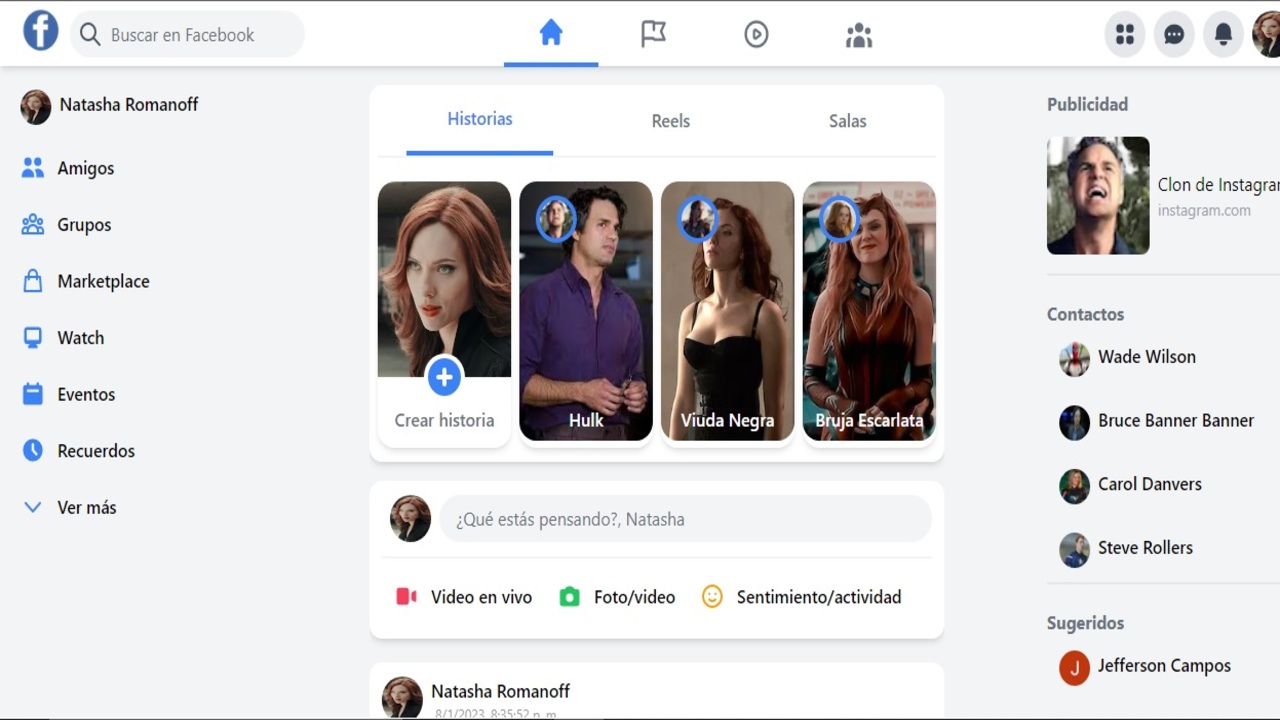 Buscar en Facebook
Natasha Romanoff
Amigos
Grupos
Marketplace
Watch
Eventos
Recuerdos
Ver más
Historias
Reels
Salas
Crear historia
Hulk
Viuda Negra
Bruja Escarlata
¿Qué estás pensando?, Natasha
Video en vivo
Foto/video
Sentimiento/actividad
Natasha Romanoff
8/1/2023, 8:35:52 p. m.
Publicidad
Clon de Instagra
instagram.com
Contactos
Wade Wilson
Bruce Banner Banner
Carol Danvers
Steve Rollers
Sugeridos
J
Jefferson Campos